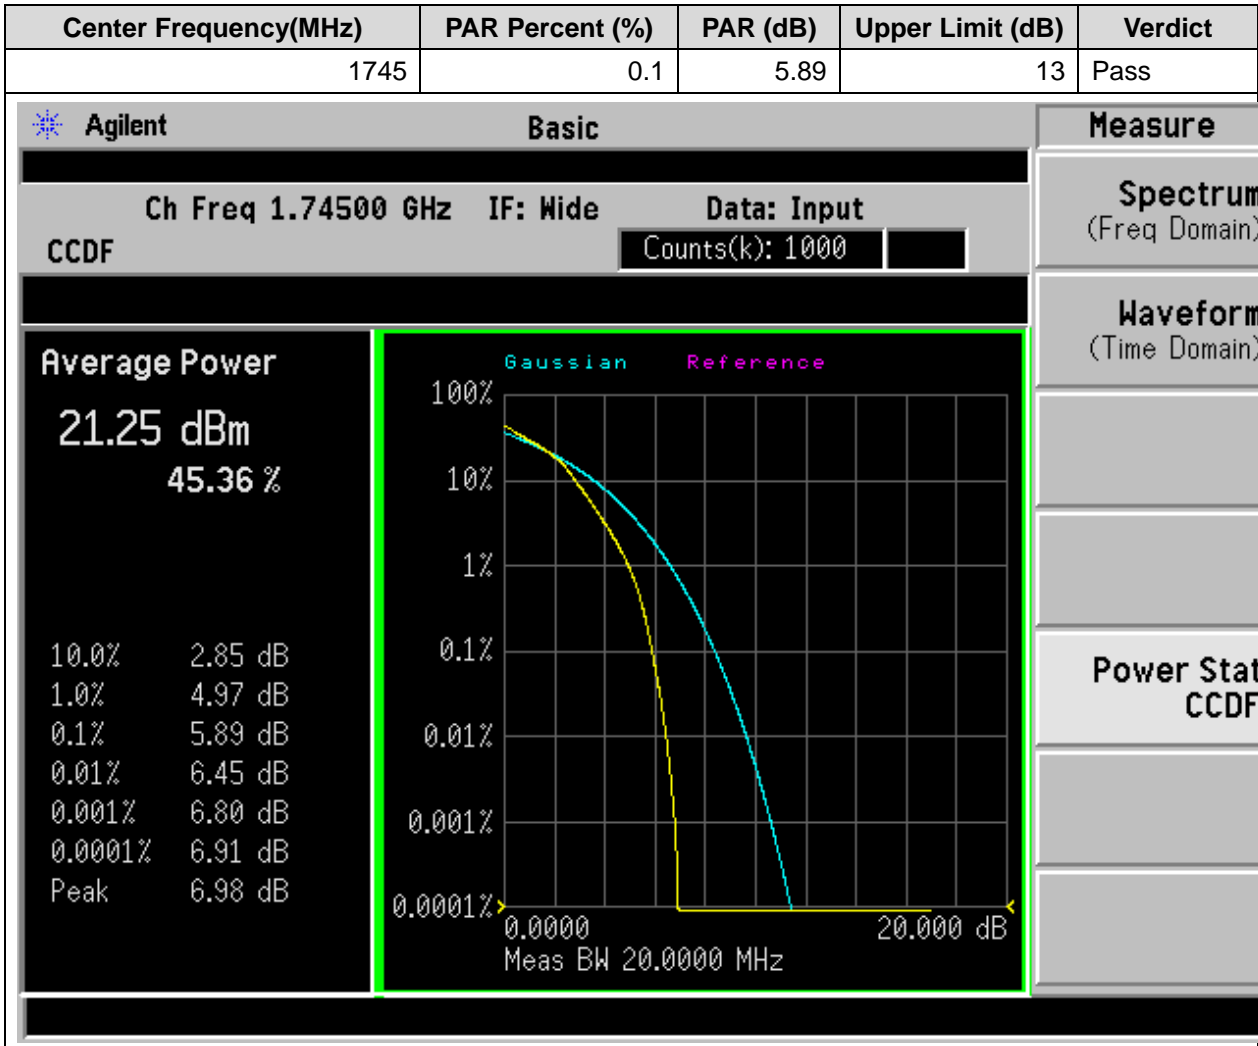 Center Frequency(MHz) PAR Percent (%) PAR (dB) Upper Limit (dB) Verdict
1745 0.1 5.89 13 Pass
Agilent Basic Measure
Ch Freq 1.74500 GHz IF: Wide Data: Input
CCDF Counts(k): 1000
Spectrum
(Freq Domain)
Waveform
(Time Domain)
Power Stat
CCDF
Average Power
21.25 dBm
45.36 %
10.0% 2.85 dB
1.0% 4.97 dB
0.1% 5.89 dB
0.01% 6.45 dB
0.001% 6.80 dB
0.0001% 6.91 dB
Peak 6.98 dB
Gaussian Reference
100%
10%
1%
0.1%
0.01%
0.001%
0.0001%
0.0000 20.000 dB
Meas BW 20.0000 MHz